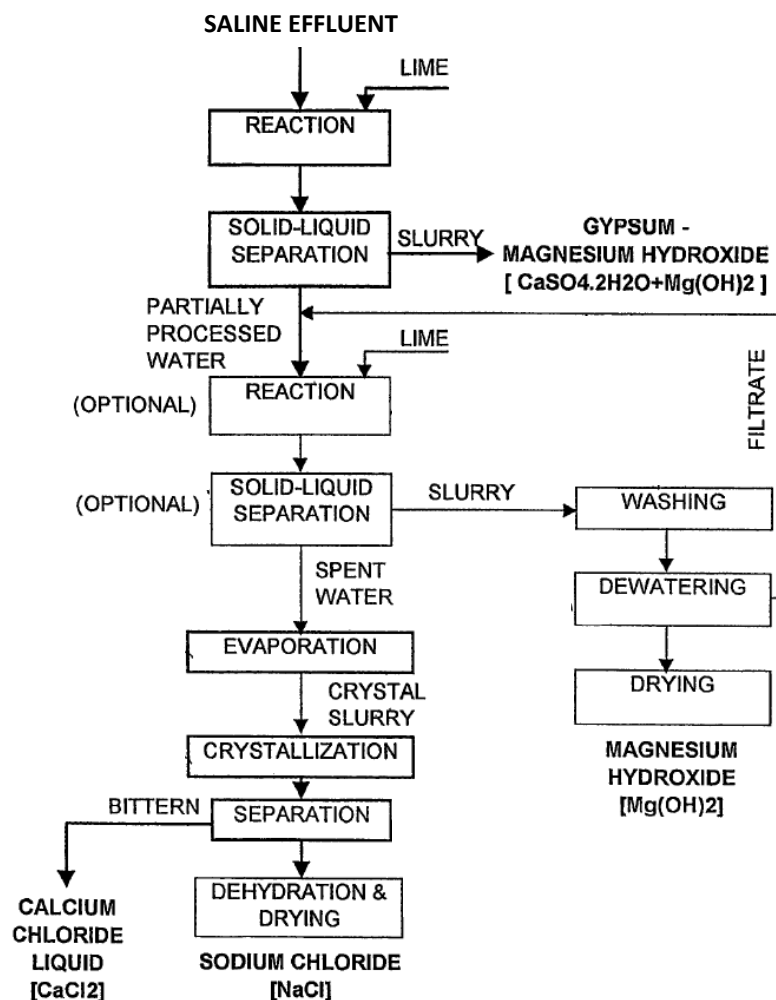 SALINE EFFLUENT
LIME
REACTION
SOLID-LIQUID
SEPARATION
SLURRY
GYPSUM -
MAGNESIUM HYDROXIDE
[ CaSO4.2H2O+Mg(OH)2 ]
PARTIALLY
PROCESSED
WATER
LIME
FILTRATE
(OPTIONAL)
REACTION
(OPTIONAL)
SOLID-LIQUID
SEPARATION
SLURRY
WASHING
SPENT
WATER
DEWATERING
EVAPORATION
CRYSTAL
SLURRY
DRYING
MAGNESIUM
HYDROXIDE
[Mg(OH)2]
CRYSTALLIZATION
BITTERN
SEPARATION
DEHYDRATION &
DRYING
CALCIUM
CHLORIDE
LIQUID
[CaCl2]
SODIUM CHLORIDE
[NaCl]